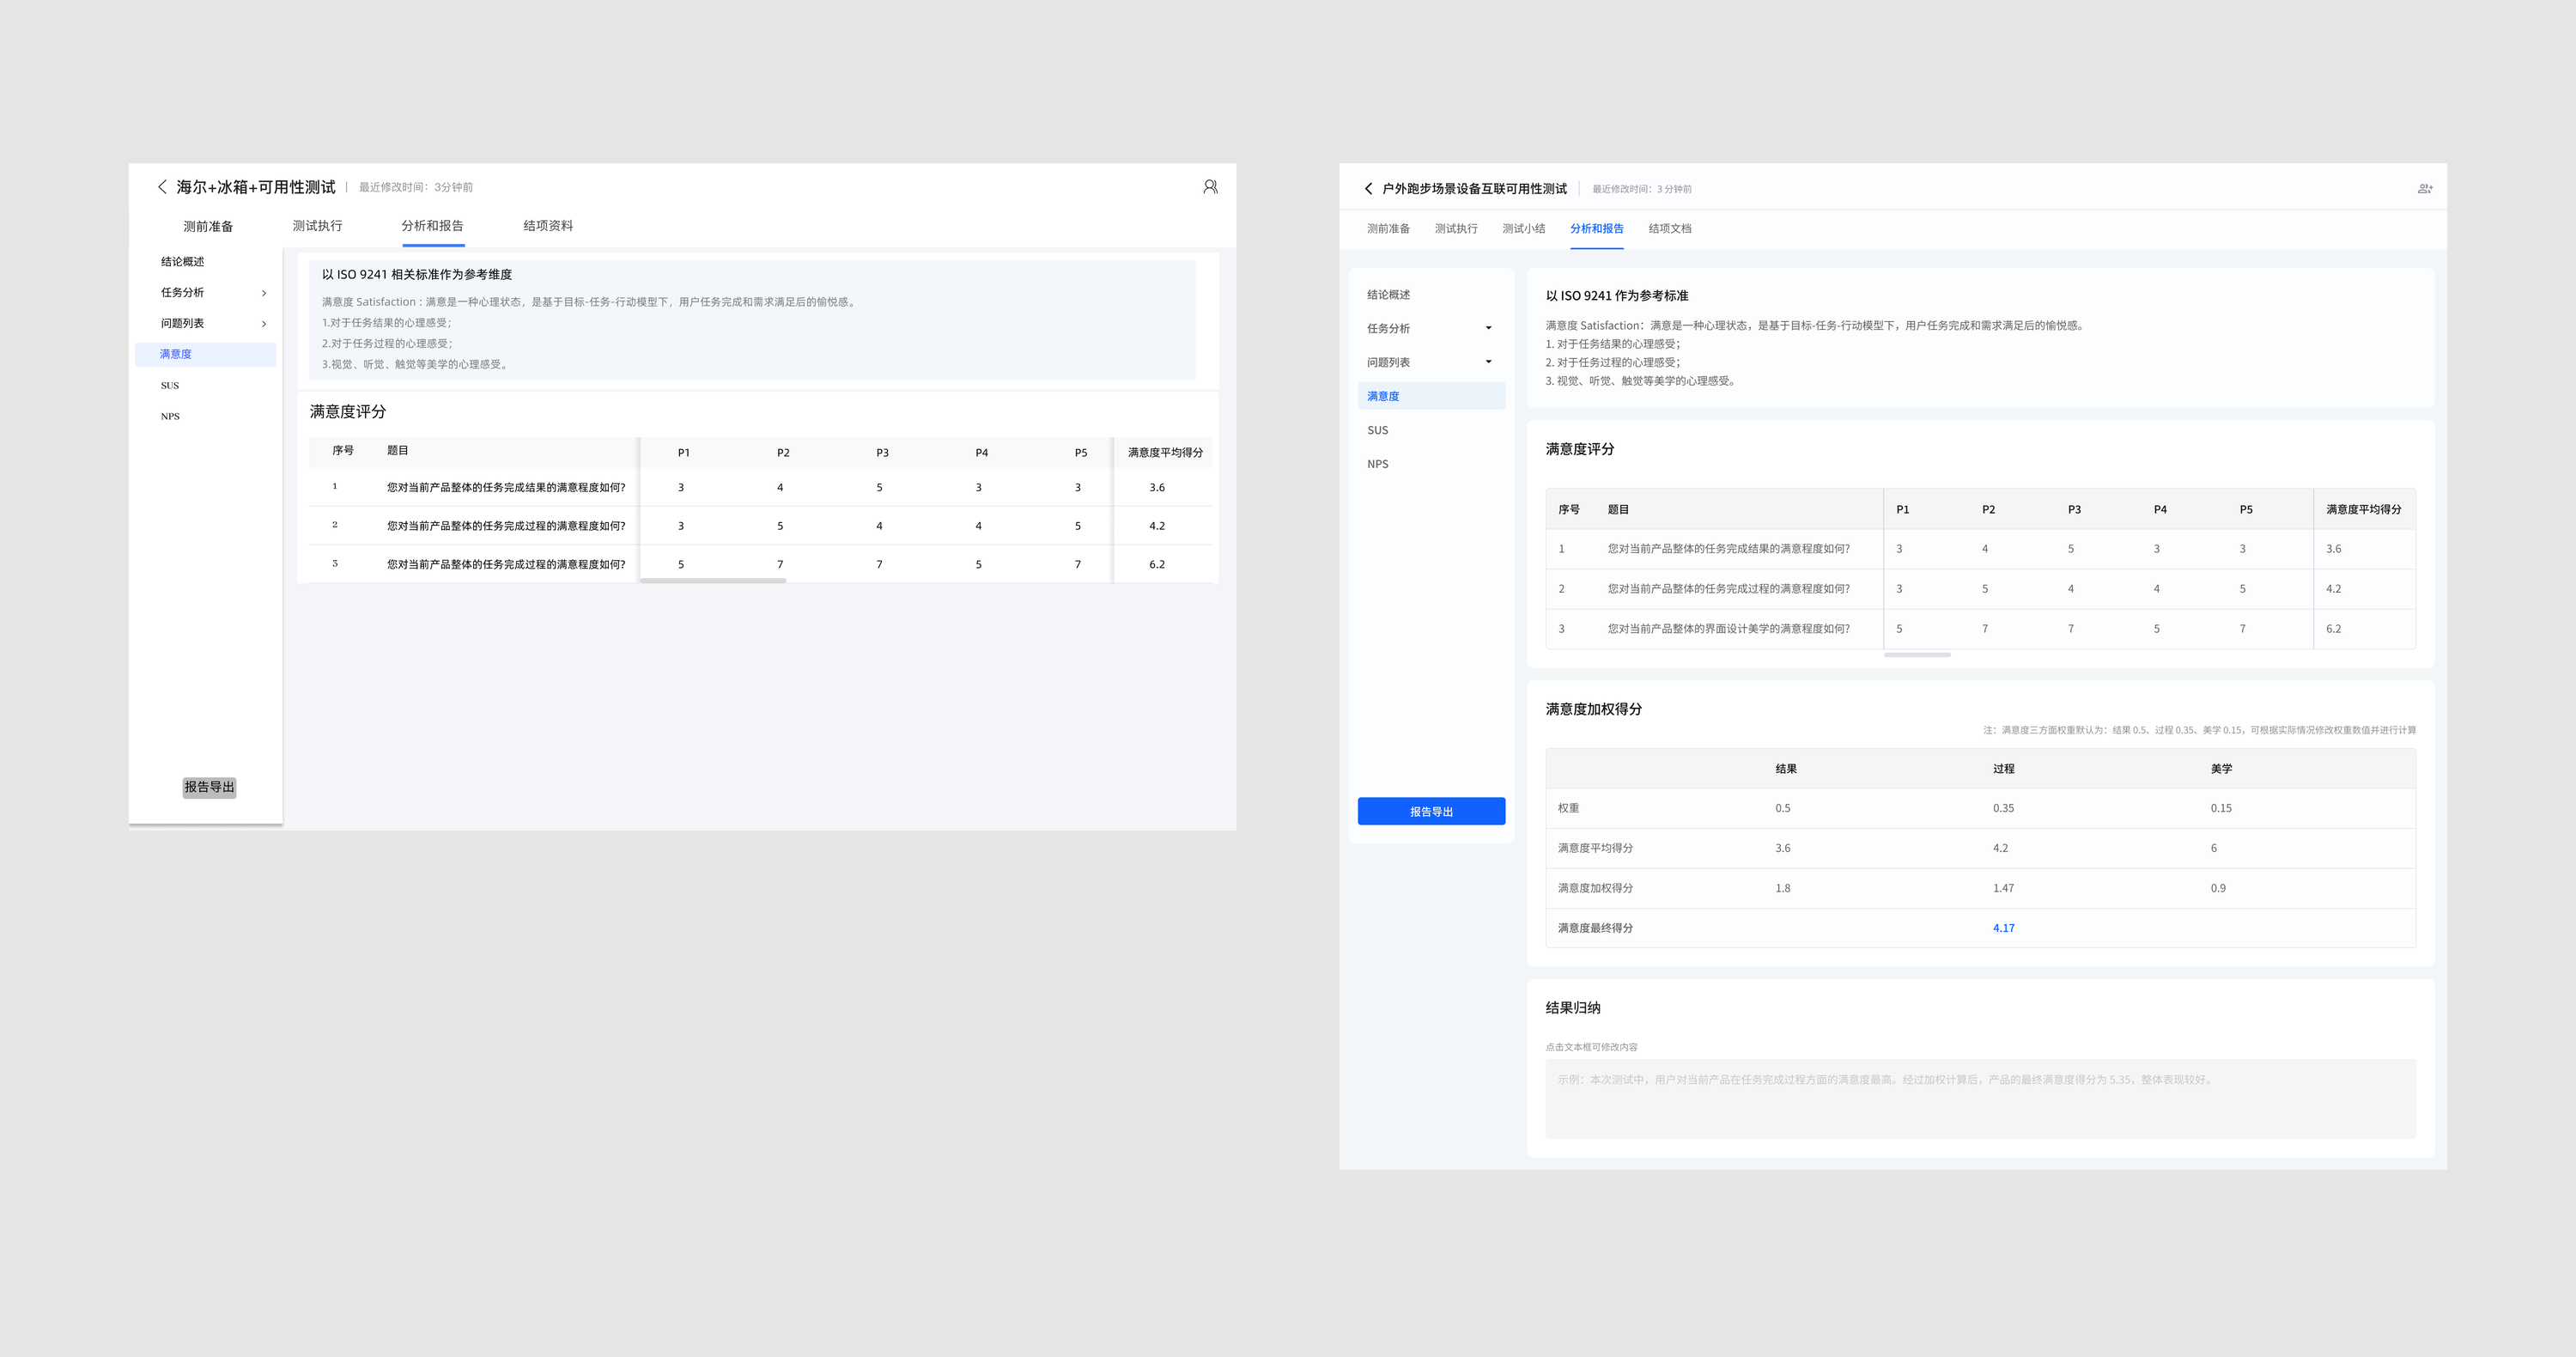 海尔+冰箱+可用性测试 | 最近修改时间：3分钟前
测前准备 测试执行 分析和报告 结项资料
结论概述
任务分析
问题列表
满意度
SUS
NPS
报告导出
以 ISO 9241 相关标准作为参考维度
满意度 Satisfaction : 满意是一种心理状态，是基于目标-任务-行动模型下，用户任务完成和需求满足后的愉悦感。
1.对于任务结果的心理感受；
2.对于任务过程的心理感受；
3.视觉、听觉、触觉等美学的心理感受。
满意度评分
序号 题目 P1 P2 P3 P4 P5 满意度平均得分
1 您对当前产品整体的任务完成结果的满意程度如何? 3 4 5 3 3 3.6
2 您对当前产品整体的任务完成过程的满意程度如何? 3 5 4 4 5 4.2
3 您对当前产品整体的任务完成过程的满意程度如何? 5 7 7 5 7 6.2
户外跑步场景设备互联可用性测试 最近修改时间：3 分钟前
测前准备 测试执行 测试小结 分析和报告 结项文档
结论概述
任务分析
问题列表
满意度
SUS
NPS
报告导出
以 ISO 9241 作为参考标准
满意度 Satisfaction：满意是一种心理状态，是基于目标-任务-行动模型下，用户任务完成和需求满足后的愉悦感。
1. 对于任务结果的心理感受；
2. 对于任务过程的心理感受；
3. 视觉、听觉、触觉等美学的心理感受。
满意度评分
序号 题目 P1 P2 P3 P4 P5 满意度平均得分
1 您对当前产品整体的任务完成结果的满意程度如何? 3 4 5 3 3 3.6
2 您对当前产品整体的任务完成过程的满意程度如何? 3 5 4 4 5 4.2
3 您对当前产品整体的界面设计美学的满意程度如何? 5 7 7 5 7 6.2
满意度加权得分
注：满意度三方面权重默认为：结果 0.5、过程 0.35、美学 0.15，可根据实际情况修改权重数值并进行计算
结果 过程 美学
权重 0.5 0.35 0.15
满意度平均得分 3.6 4.2 6
满意度加权得分 1.8 1.47 0.9
满意度最终得分 4.17
结果归纳
点击文本框可修改内容
示例：本次测试中，用户对当前产品在任务完成过程方面的满意度最高。经过加权计算后，产品的最终满意度得分为 5.35，整体表现较好。